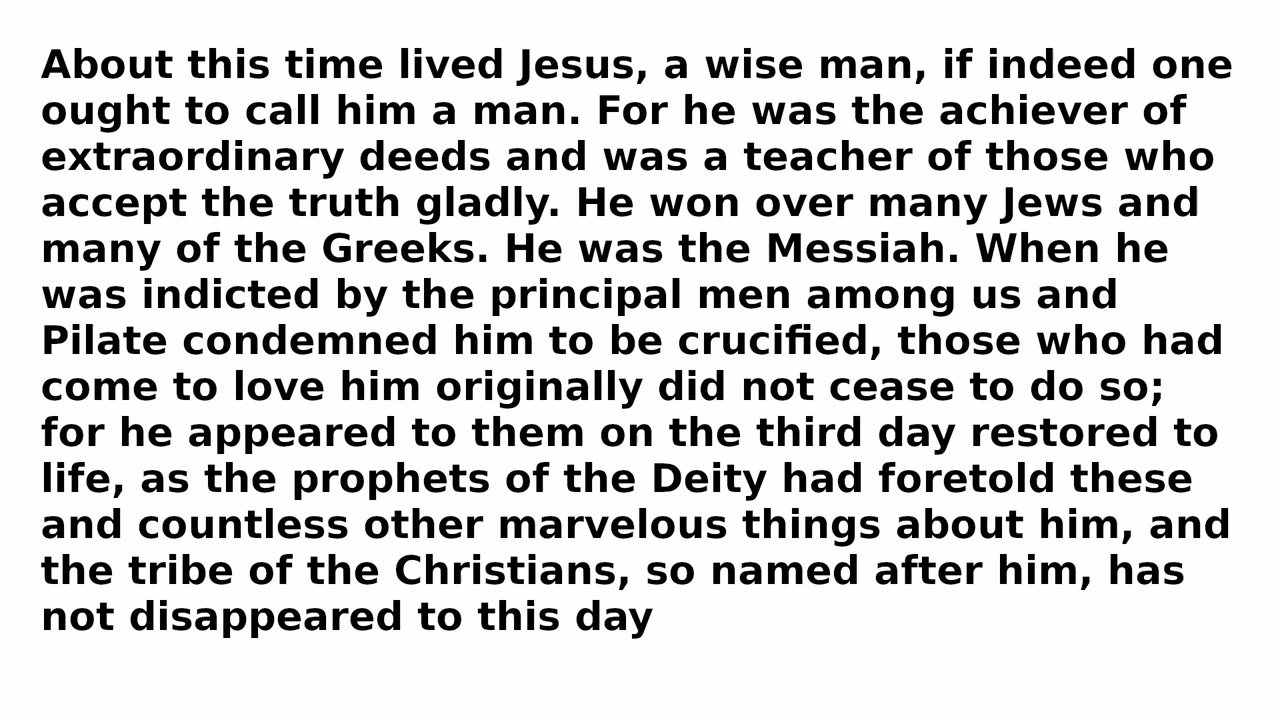 About this time lived Jesus, a wise man, if indeed one
ought to call him a man. For he was the achiever of
extraordinary deeds and was a teacher of those who
accept the truth gladly. He won over many Jews and
many of the Greeks. He was the Messiah. When he
was indicted by the principal men among us and
Pilate condemned him to be crucified, those who had
come to love him originally did not cease to do so;
for he appeared to them on the third day restored to
life, as the prophets of the Deity had foretold these
and countless other marvelous things about him, and
the tribe of the Christians, so named after him, has
not disappeared to this day